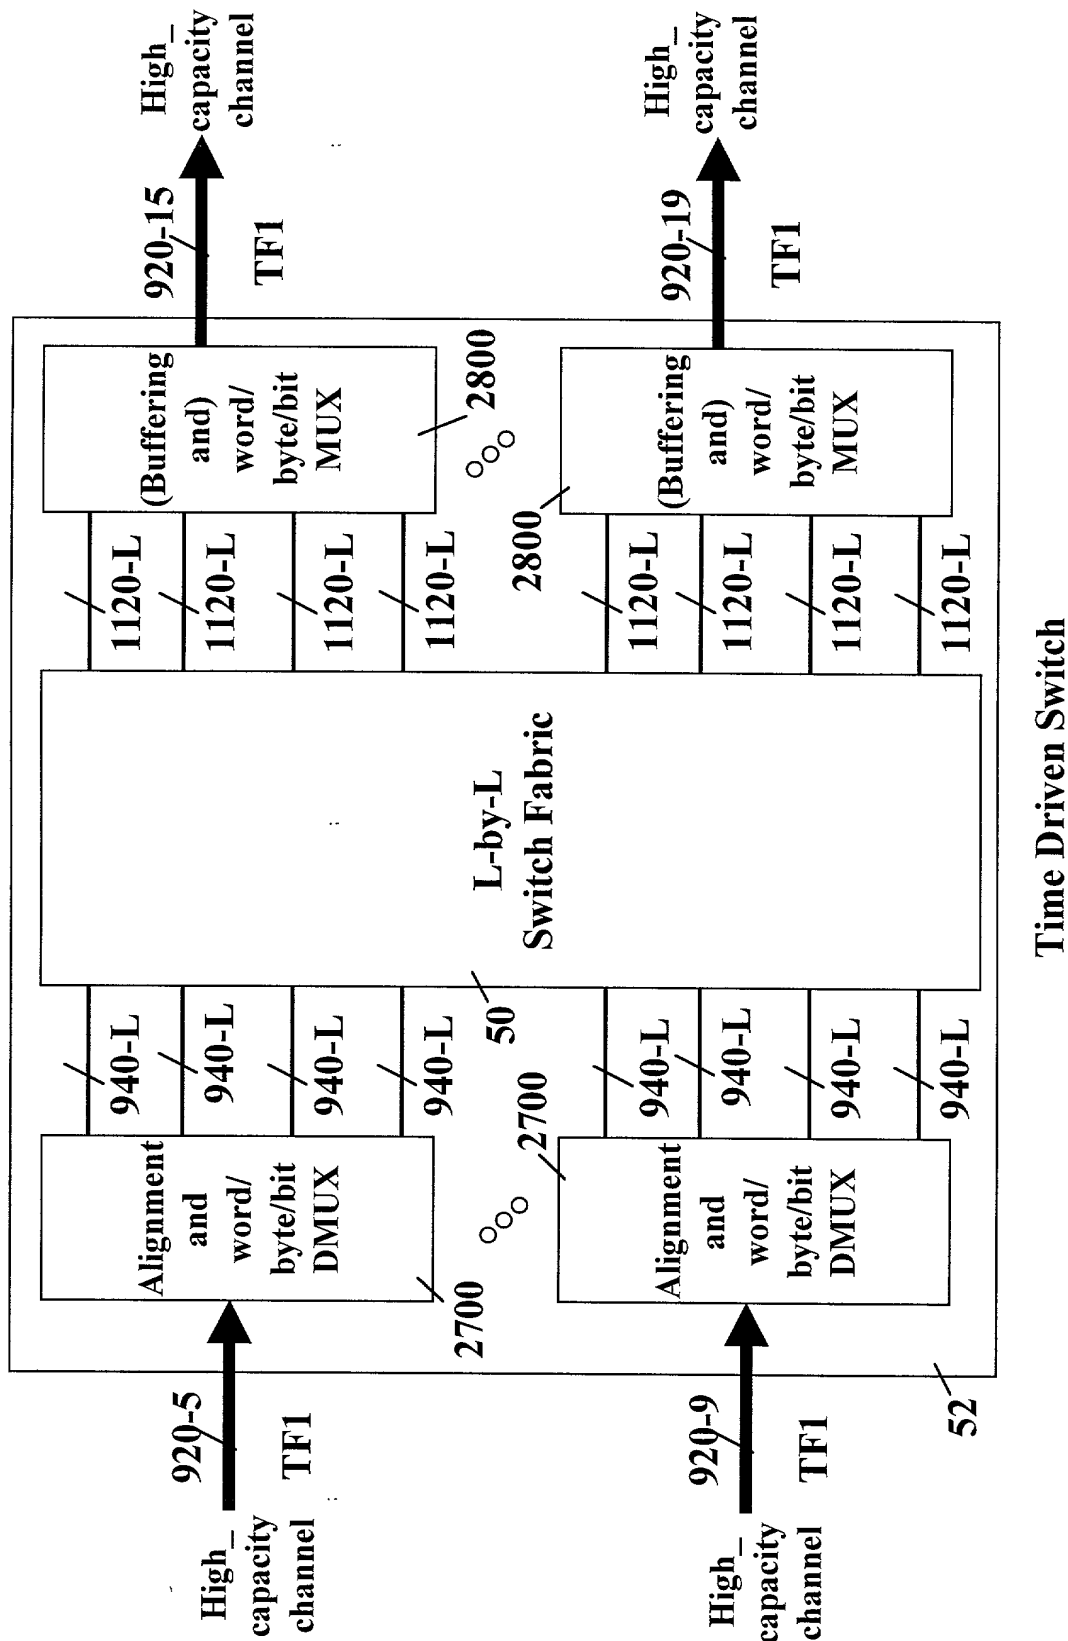 High_
capacity
channel
920-5
TF1
Alignment
and
word/
byte/bit
DMUX
2700
940-L
940-L
940-L
940-L
L-by-L
Switch Fabric
50
1120-L
1120-L
1120-L
1120-L
(Buffering
and)
word/
byte/bit
MUX
2800
920-15
TF1
High_
capacity
channel
High_
capacity
channel
920-9
TF1
Alignment
and
word/
byte/bit
DMUX
2700
940-L
940-L
940-L
940-L
1120-L
1120-L
1120-L
1120-L
(Buffering
and)
word/
byte/bit
MUX
2800
920-19
TF1
High_
capacity
channel
52
Time Driven Switch